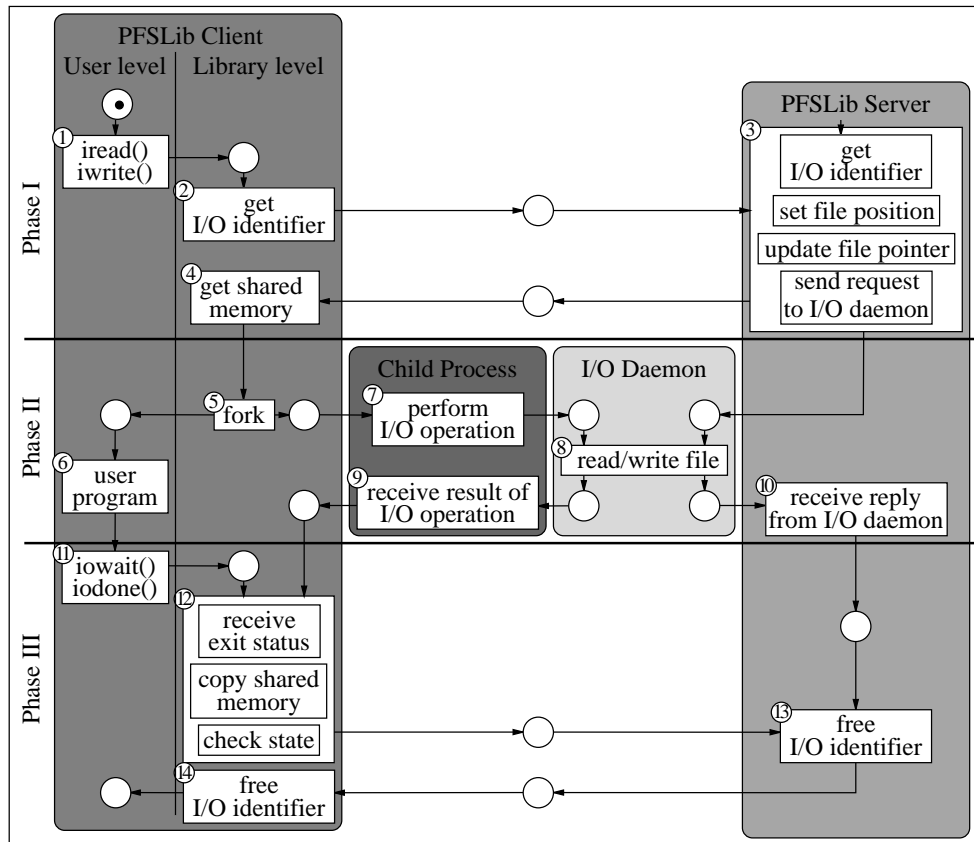 PFSLib Client
User level
Library level
PFSLib Server
Phase I
1
iread()
iwrite()
2
get
I/O identifier
3
get
I/O identifier
set file position
update file pointer
send request
to I/O daemon
4
get shared
memory
Phase II
Child Process
I/O Daemon
5
fork
6
user
program
7
perform
I/O operation
8
read/write file
9
receive result of
I/O operation
10
receive reply
from I/O daemon
Phase III
11
iowait()
iodone()
12
receive
exit status
copy shared
memory
check state
13
free
I/O identifier
14
free
I/O identifier